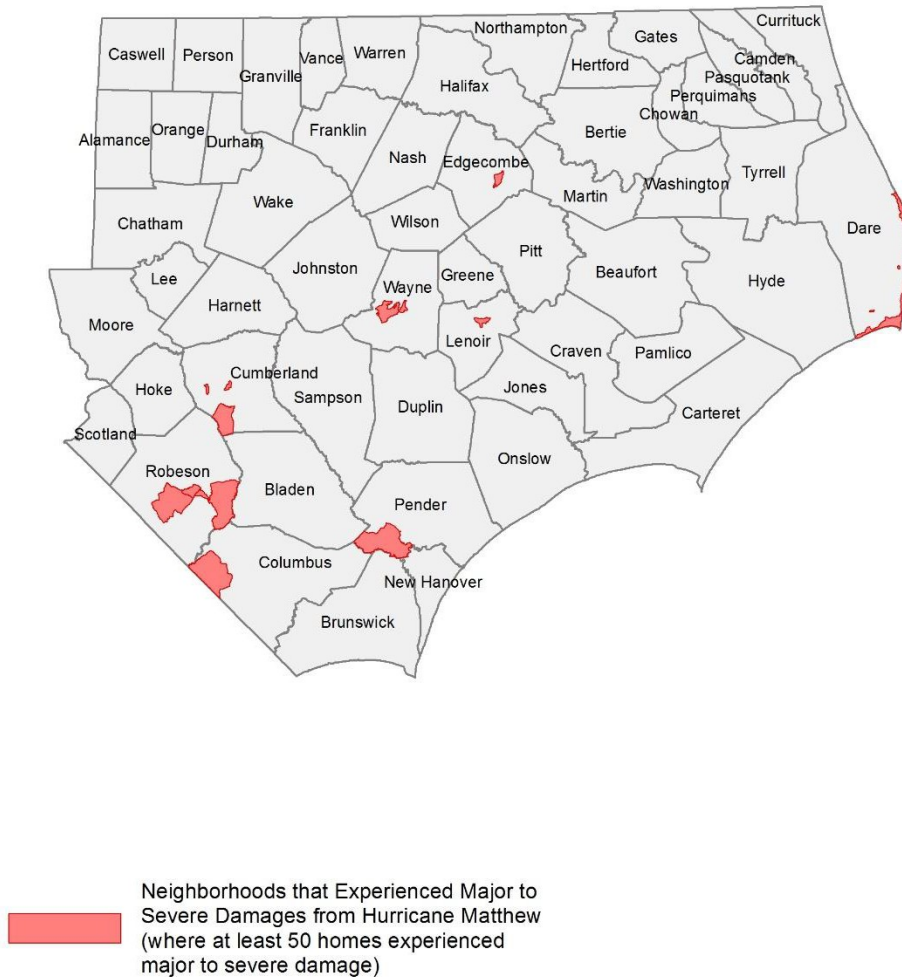 Currituck
Northampton
Gates
Caswell
Person
Granville
Vance
Warren
Hertford
Camden
Pasquotank
Halifax
Perquimans
Chowan
Alamance
Orange
Durham
Franklin
Bertie
Nash
Edgecombe
Washington
Tyrrell
Martin
Wake
Chatham
Wilson
Dare
Pitt
Lee
Johnston
Greene
Beaufort
Hyde
Wayne
Harnett
Moore
Lenoir
Craven
Pamlico
Cumberland
Hoke
Sampson
Jones
Duplin
Carteret
Scotland
Onslow
Robeson
Bladen
Pender
Columbus
New Hanover
Brunswick
Neighborhoods that Experienced Major to
Severe Damages from Hurricane Matthew
(where at least 50 homes experienced
major to severe damage)